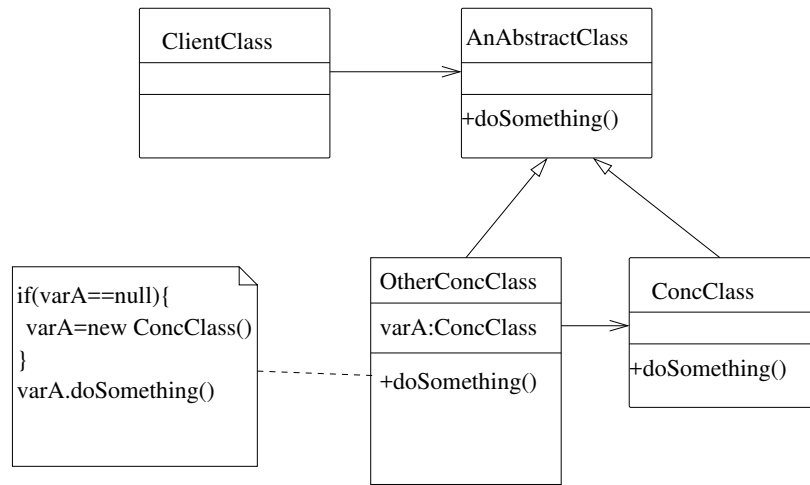 ClientClass
AnAbstractClass
+doSomething()
if(varA==null){
varA=new ConcClass()
}
varA.doSomething()
OtherConcClass
varA:ConcClass
+doSomething()
ConcClass
+doSomething()